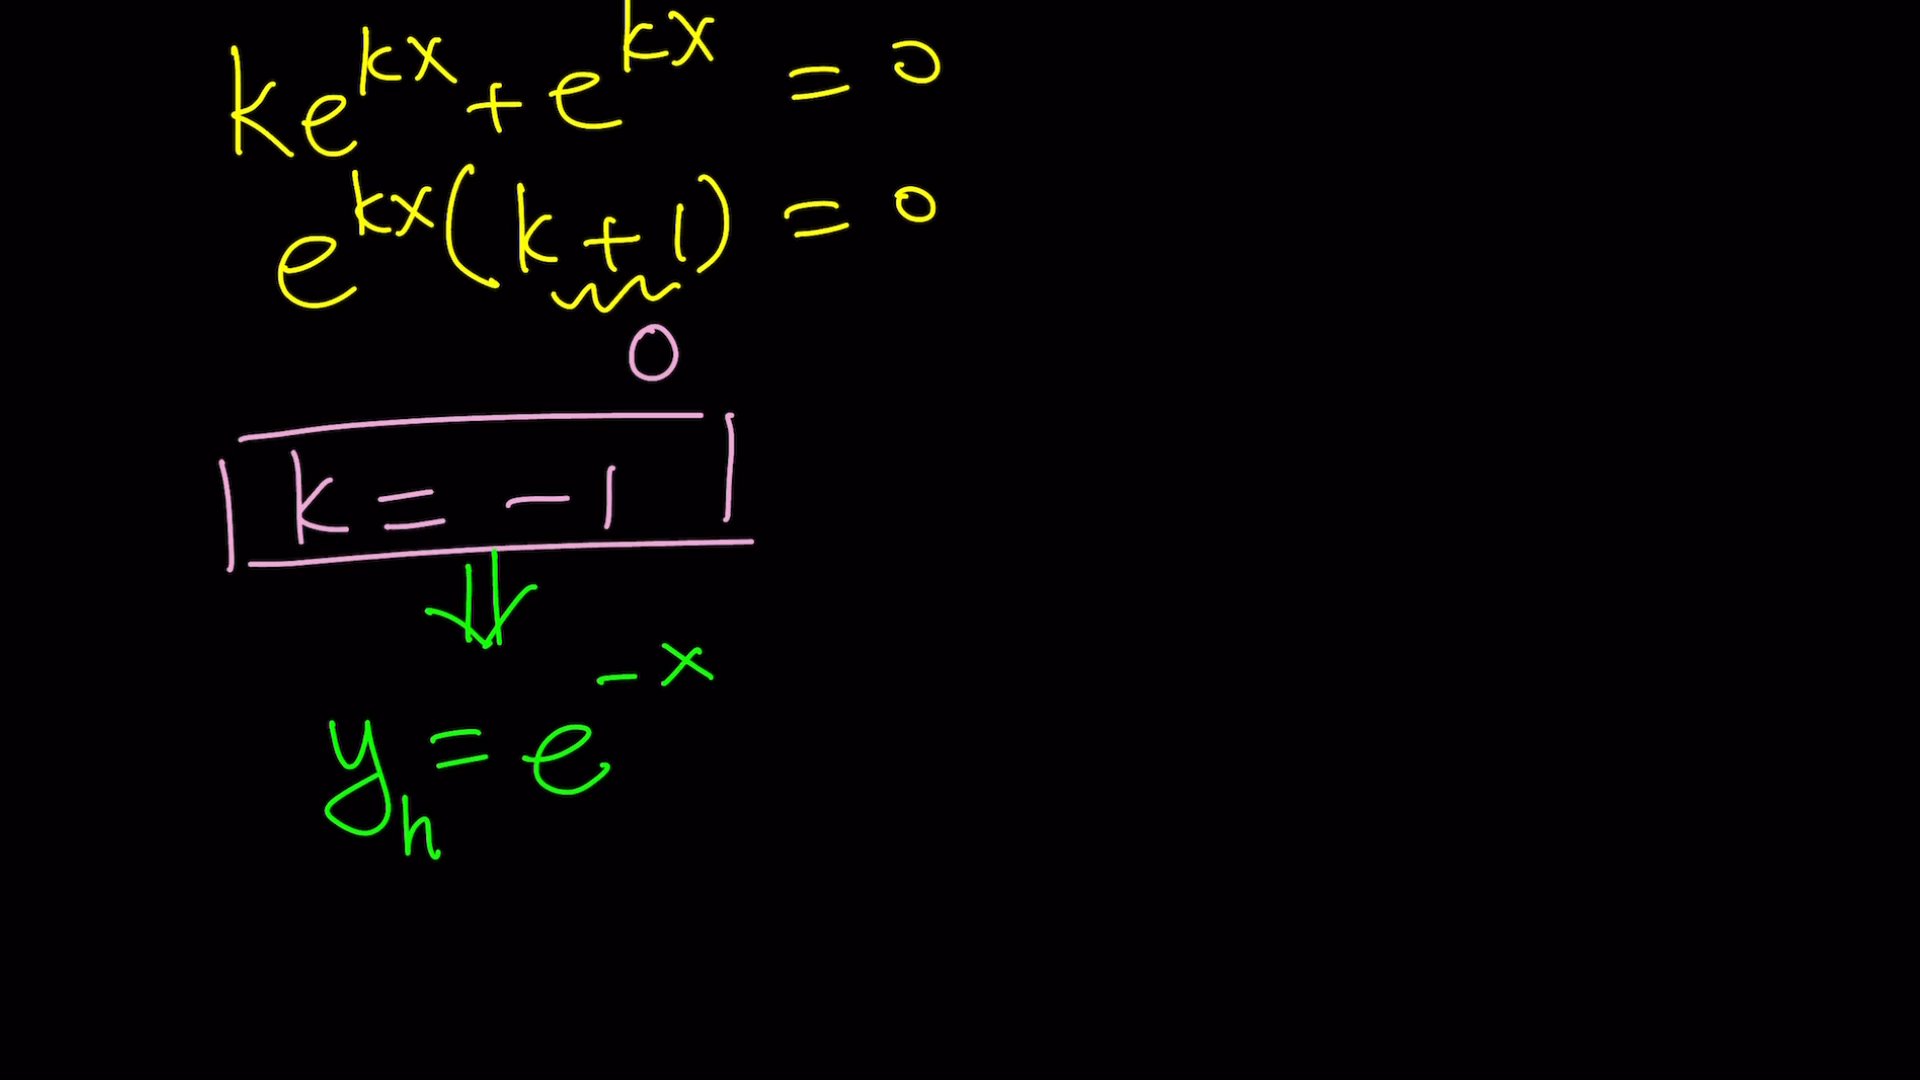 ke^kx + e^kx = 0
e^kx (k + 1) = 0
0
k = -1
y_h = e^-x